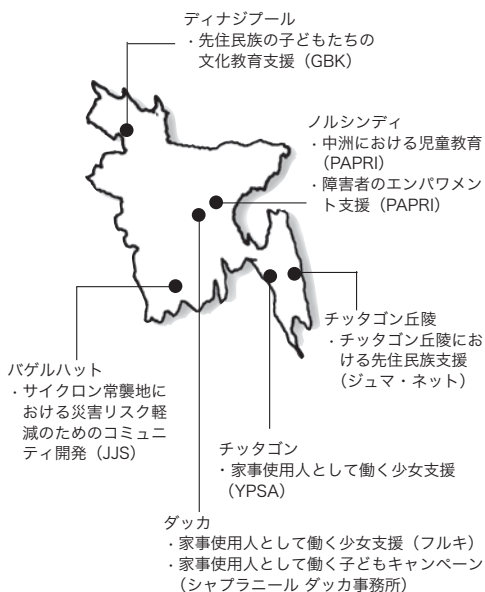 ディナジプール
・先住民族の子どもたちの
文化教育支援（GBK）
ノルシンディ
・中洲における児童教育
（PAPRI）
・障害者のエンパワメン
ト支援（PAPRI）
チッタゴン丘陵
・チッタゴン丘陵にお
ける先住民族支援
（ジュマ・ネット）
バゲルハット
・サイクロン常襲地に
おける災害リスク軽
減のためのコミュニ
ティ開発（JJS）
チッタゴン
・家事使用人として働く少女支援
（YPSA）
ダッカ
・家事使用人として働く少女支援（フルキ）
・家事使用人として働く子どもキャンペーン
（シャプラニール ダッカ事務所）